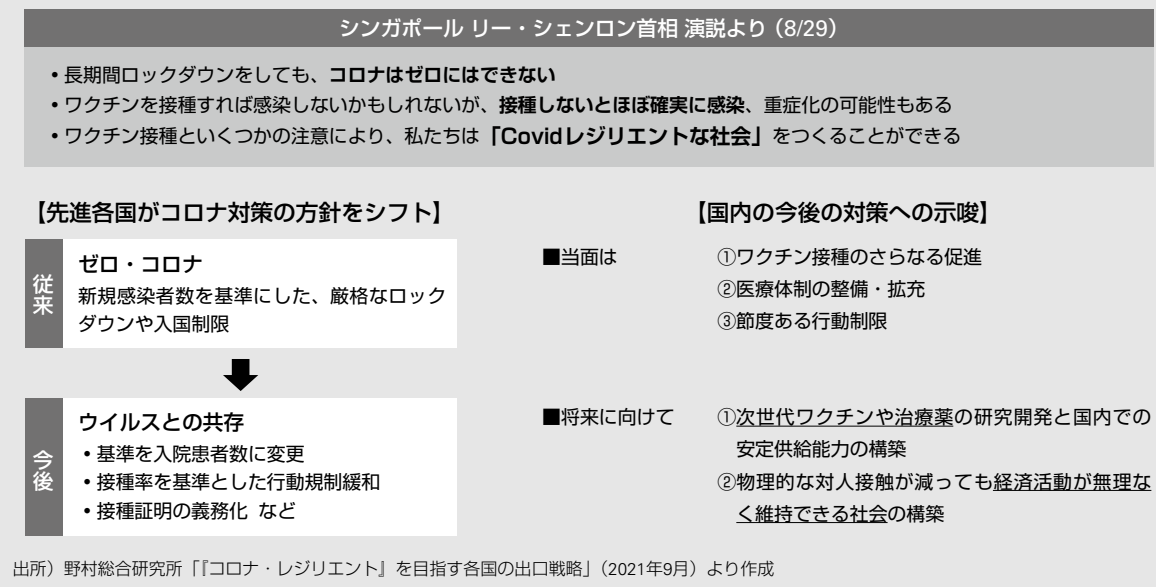 シンガポール リー・シェンロン首相 演説より（8/29）
・長期間ロックダウンをしても、コロナはゼロにはできない
・ワクチンを接種すれば感染しないかもしれないが、接種しないとほぼ確実に感染、重症化の可能性もある
・ワクチン接種といくつかの注意により、私たちは「Covidレジリエントな社会」をつくることができる
【先進各国がコロナ対策の方針をシフト】
従来
ゼロ・コロナ
新規感染者数を基準にした、厳格なロック
ダウンや入国制限
今後
ウイルスとの共存
・基準を入院患者数に変更
・接種率を基準とした行動規制緩和
・接種証明の義務化 など
【国内の今後の対策への示唆】
■当面は
①ワクチン接種のさらなる促進
②医療体制の整備・拡充
③節度ある行動制限
■将来に向けて
①次世代ワクチンや治療薬の研究開発と国内での
安定供給能力の構築
②物理的な対人接触が減っても経済活動が無理な
く維持できる社会の構築
出所）野村総合研究所「『コロナ・レジリエント』を目指す各国の出口戦略」（2021年9月）より作成